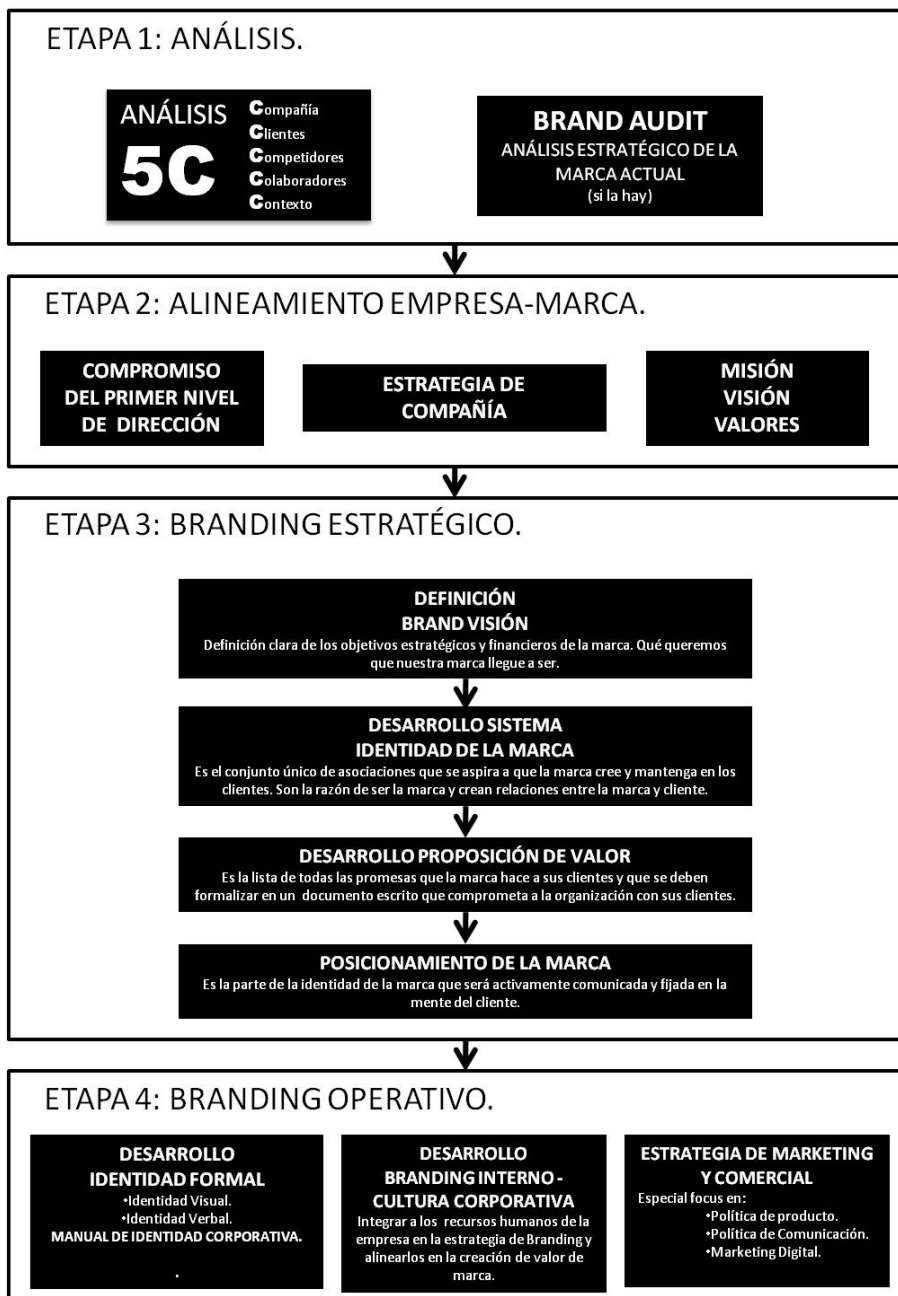 ETAPA 1: ANÁLISIS.
ANÁLISIS
5C
Compañía
Clientes
Competidores
Colaboradores
Contexto
BRAND AUDIT
ANÁLISIS ESTRATÉGICO DE LA
MARCA ACTUAL
(si la hay)
ETAPA 2: ALINEAMIENTO EMPRESA-MARCA.
COMPROMISO
DEL PRIMER NIVEL
DE DIRECCIÓN
ESTRATEGIA DE
COMPAÑÍA
MISIÓN
VISIÓN
VALORES
ETAPA 3: BRANDING ESTRATÉGICO.
DEFINICIÓN
BRAND VISIÓN
Definición clara de los objetivos estratégicos y financieros de la marca. Qué queremos
que nuestra marca llegue a ser.
DESARROLLO SISTEMA
IDENTIDAD DE LA MARCA
Es el conjunto único de asociaciones que se aspira a que la marca cree y mantenga en los
clientes. Son la razón de ser la marca y crean relaciones entre la marca y cliente.
DESARROLLO PROPOSICIÓN DE VALOR
Es la lista de todas las promesas que la marca hace a sus clientes y que se deben
formalizar en un documento escrito que comprometa a la organización con sus clientes.
POSICIONAMIENTO DE LA MARCA
Es la parte de la identidad de la marca que será activamente comunicada y fijada en la
mente del cliente.
ETAPA 4: BRANDING OPERATIVO.
DESARROLLO
IDENTIDAD FORMAL
•Identidad Visual.
•Identidad Verbal.
MANUAL DE IDENTIDAD CORPORATIVA.
.
DESARROLLO
BRANDING INTERNO -
CULTURA CORPORATIVA
Integrar a los recursos humanos de la
empresa en la estrategia de Branding y
alinearlos en la creación de valor de
marca.
ESTRATEGIA DE MARKETING
Y COMERCIAL
Especial focus en:
•Política de producto.
•Política de Comunicación.
•Marketing Digital.